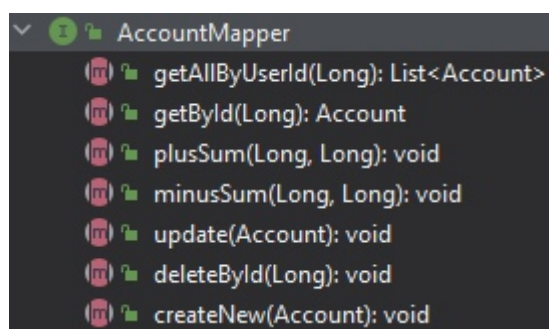 AccountMapper
getAllByUserId(Long): List<Account>
getById(Long): Account
plusSum(Long, Long): void
minusSum(Long, Long): void
update(Account): void
deleteById(Long): void
createNew(Account): void